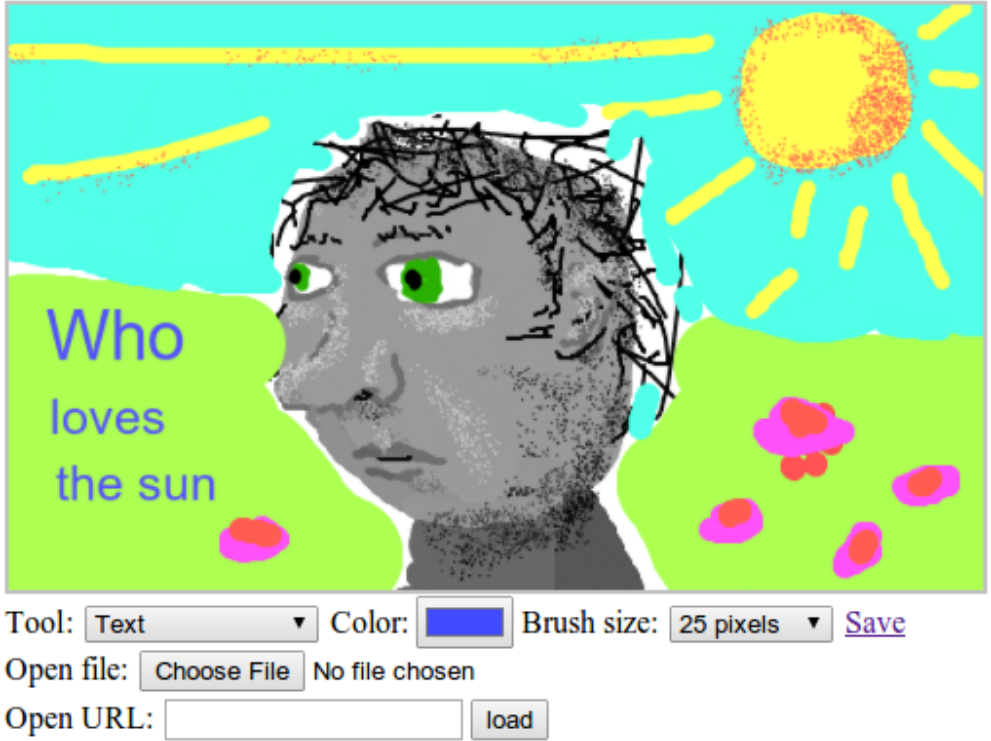 Who
loves
the sun
Tool: Text Color: Brush size: 25 pixels Save
Open file: Choose File No file chosen
Open URL: load